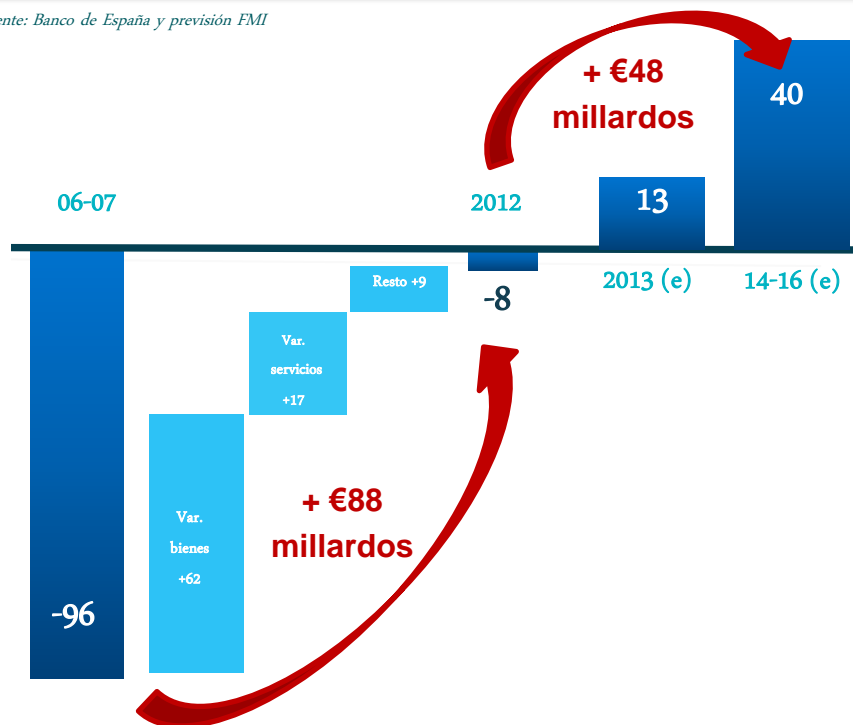 ente: Banco de España y previsión FMI
+ €48
millardos
40
06-07
2012
13
Resto +9
-8
2013 (e)
14-16 (e)
Var.
servicios
+17
+ €88
millardos
Var.
bienes
+62
-96